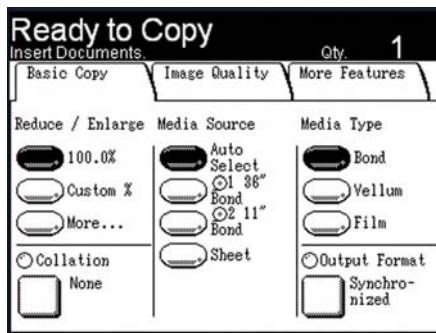 Ready to Copy
Insert Documents.
Qty. 1
Basic Copy
Image Quality
More Features
Reduce / Enlarge
100.0%
Custom %
More...
Collation
None
Media Source
Auto
Select
1 36"
Bond
2 11"
Bond
Sheet
Media Type
Bond
Vellum
Film
Output Format
Synchro-
nized